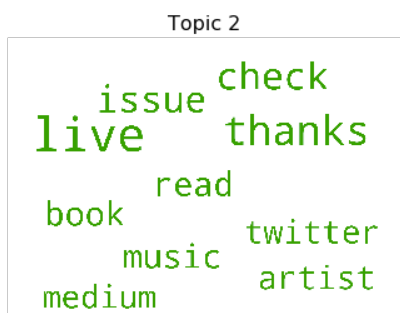 Topic 2
check
issue
live
thanks
read
book
twitter
music
artist
medium